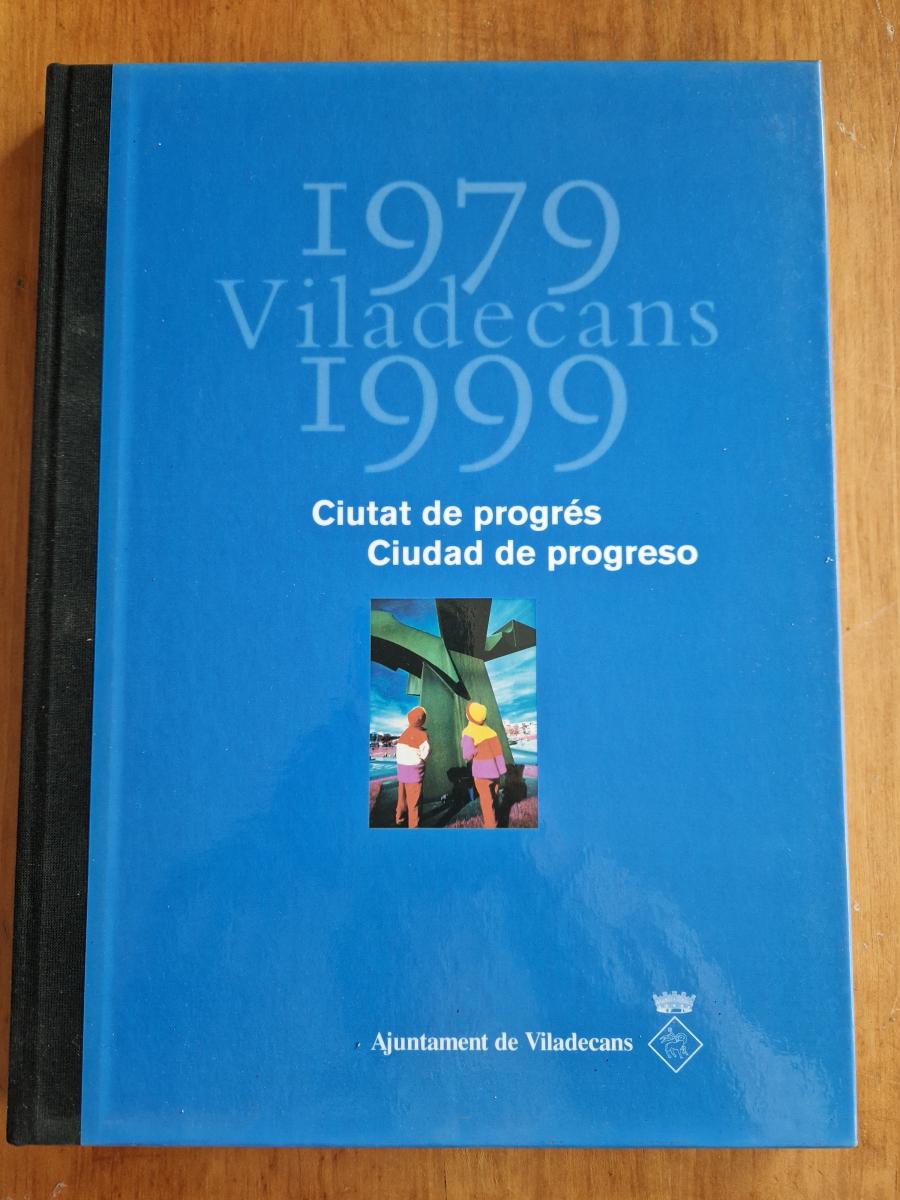 1979
Viladecans
1999
Ciutat de progrés
Ciudad de progreso
Ajuntament de Viladecans